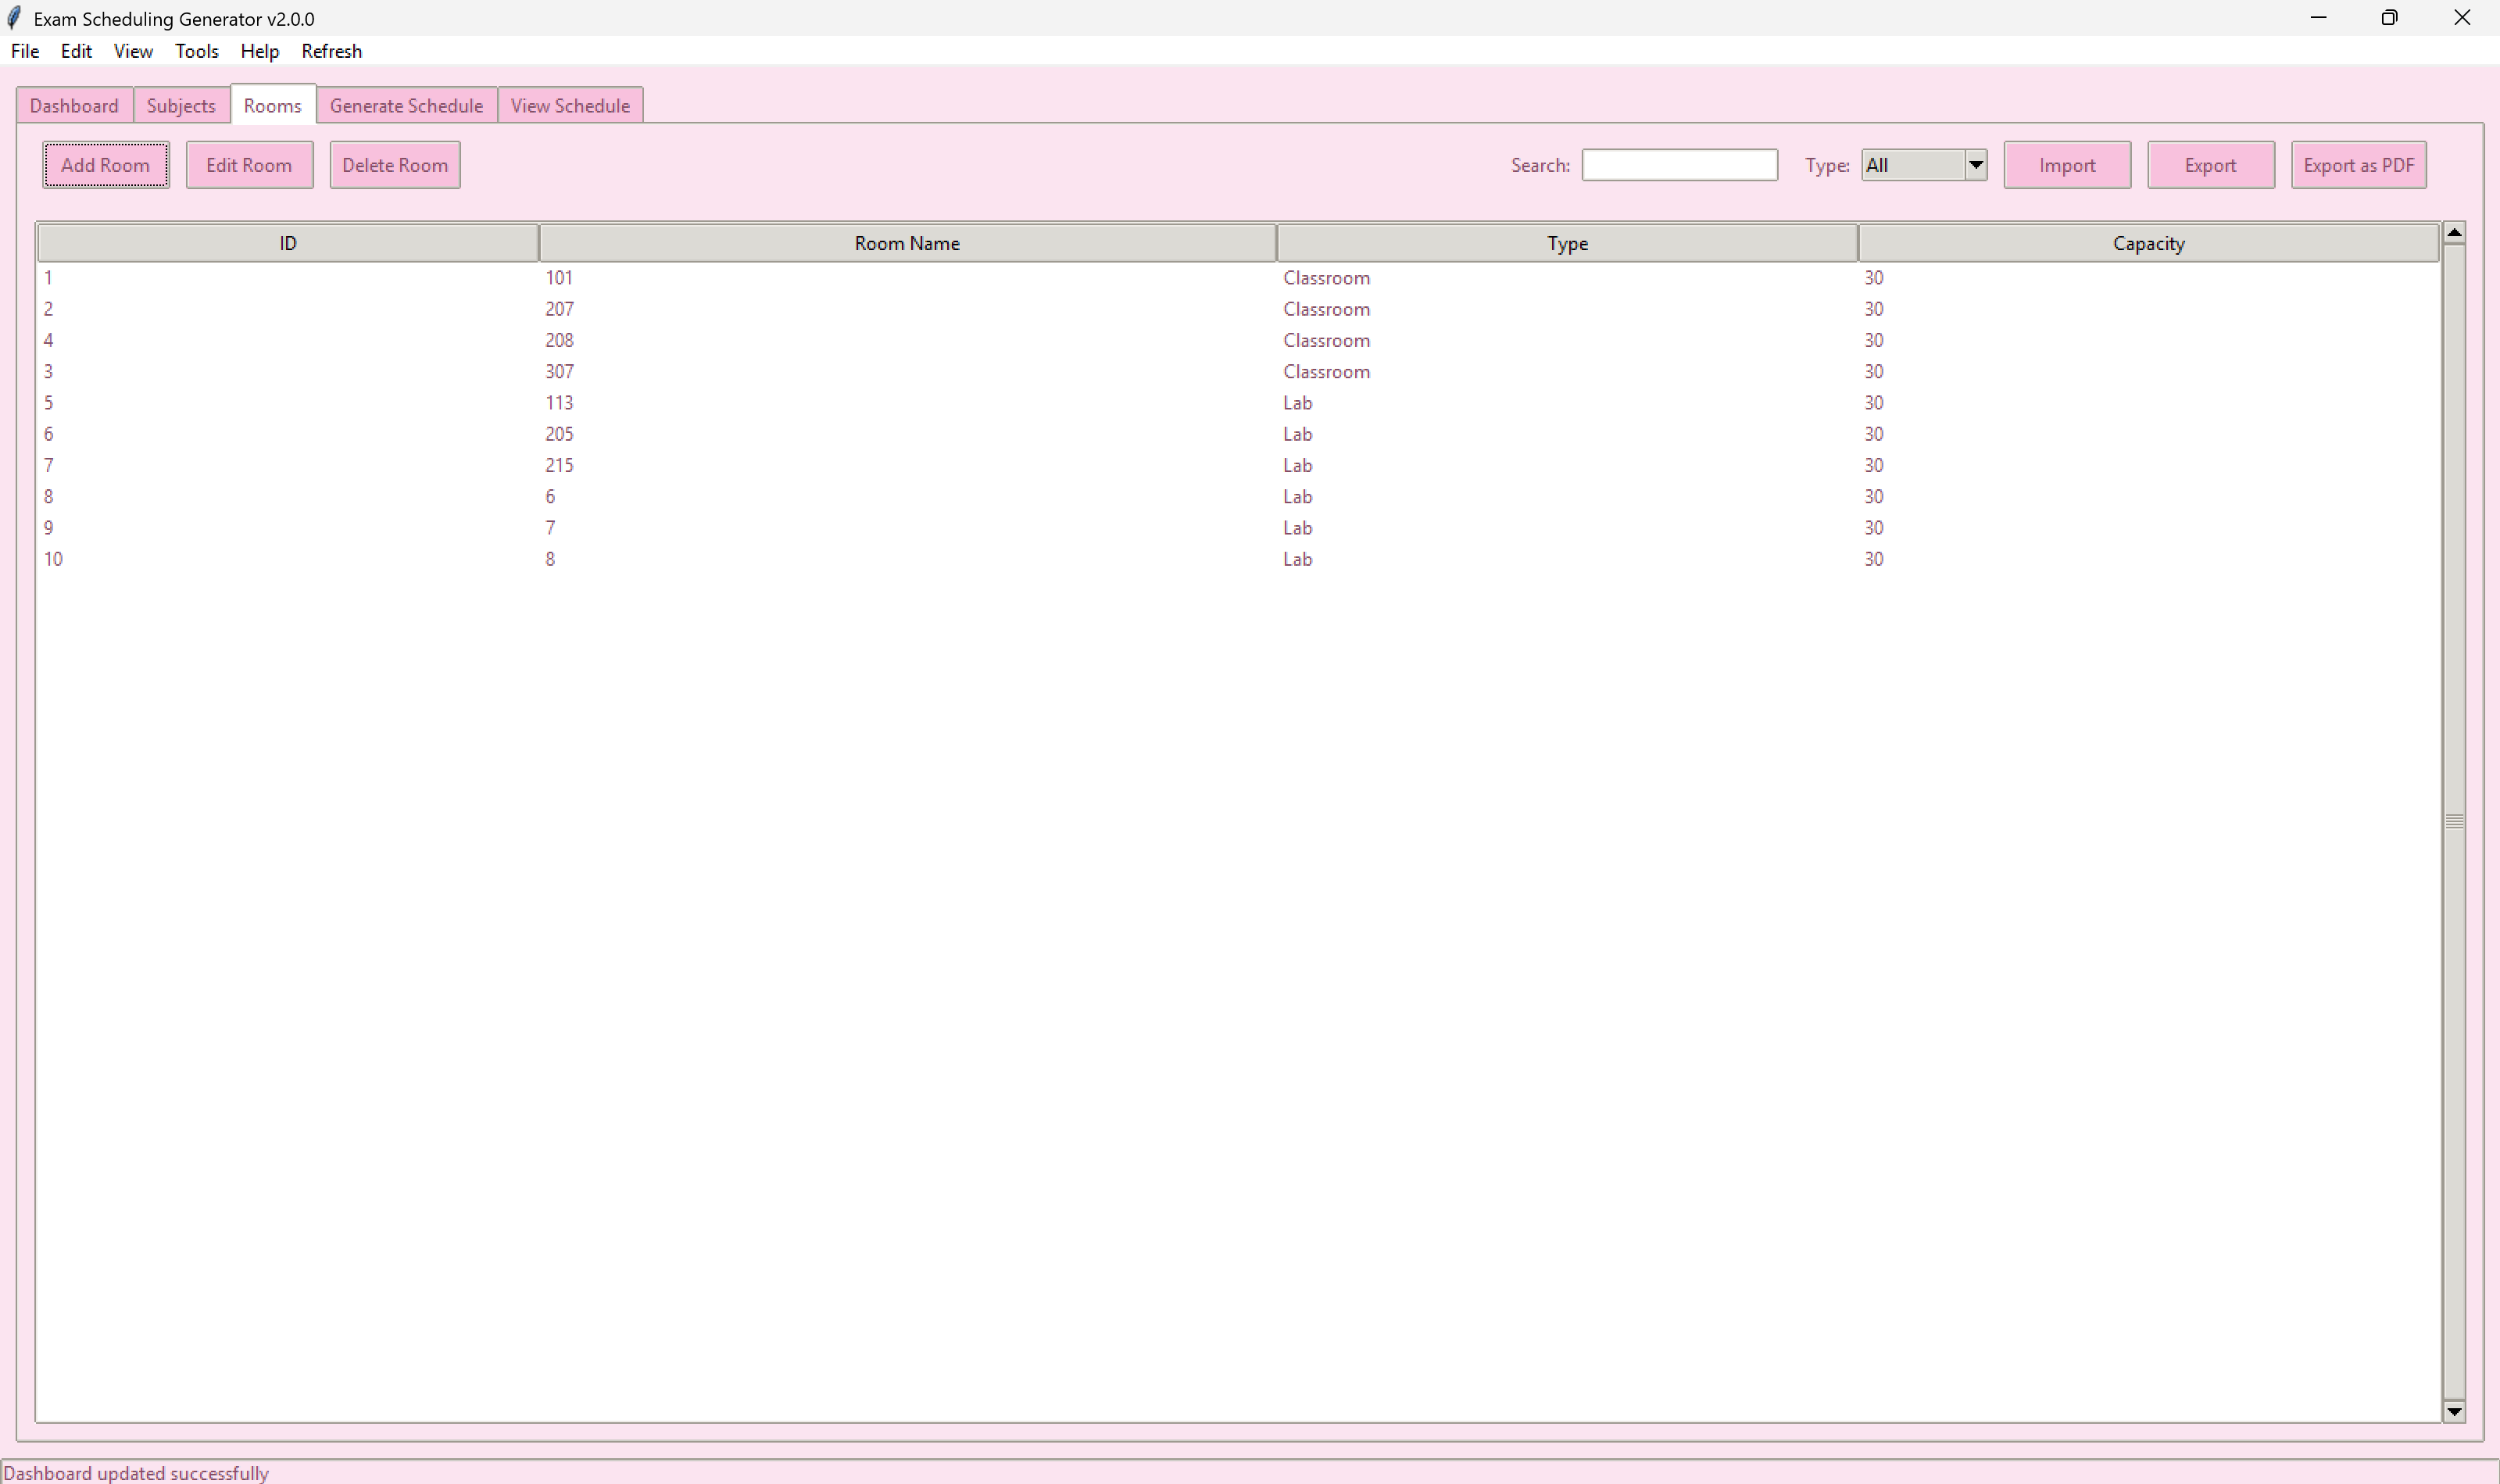 Exam Scheduling Generator v2.0.0
File Edit View Tools Help Refresh
Dashboard Subjects Rooms Generate Schedule View Schedule
Add Room Edit Room Delete Room Search: Type: All Import Export Export as PDF
ID Room Name Type Capacity
1 101 Classroom 30
2 207 Classroom 30
4 208 Classroom 30
3 307 Classroom 30
5 113 Lab 30
6 205 Lab 30
7 215 Lab 30
8 6 Lab 30
9 7 Lab 30
10 8 Lab 30
Dashboard updated successfully